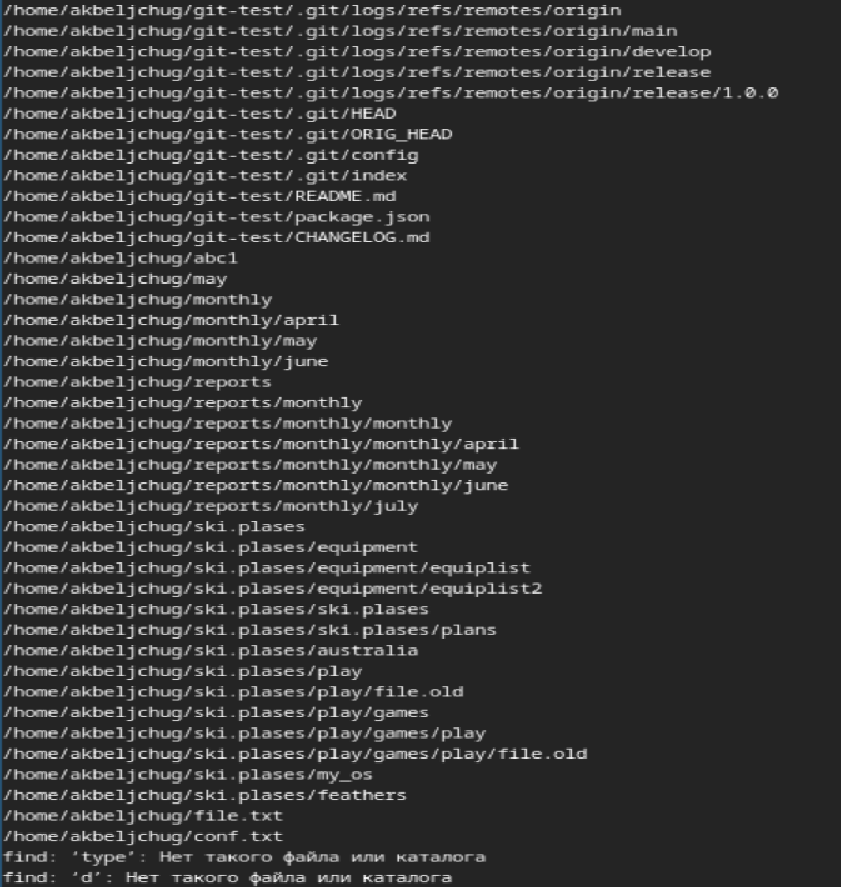 /home/akbeljchug/git-test/.git/logs/refs/remotes/origin
/home/akbeljchug/git-test/.git/logs/refs/remotes/origin/main
/home/akbeljchug/git-test/.git/logs/refs/remotes/origin/develop
/home/akbeljchug/git-test/.git/logs/refs/remotes/origin/release
/home/akbeljchug/git-test/.git/logs/refs/remotes/origin/release/1.0.0
/home/akbeljchug/git-test/.git/HEAD
/home/akbeljchug/git-test/.git/ORIG_HEAD
/home/akbeljchug/git-test/.git/config
/home/akbeljchug/git-test/.git/index
/home/akbeljchug/git-test/README.md
/home/akbeljchug/git-test/package.json
/home/akbeljchug/git-test/CHANGELOG.md
/home/akbeljchug/abc1
/home/akbeljchug/may
/home/akbeljchug/monthly
/home/akbeljchug/monthly/april
/home/akbeljchug/monthly/may
/home/akbeljchug/monthly/june
/home/akbeljchug/reports
/home/akbeljchug/reports/monthly
/home/akbeljchug/reports/monthly/monthly
/home/akbeljchug/reports/monthly/monthly/april
/home/akbeljchug/reports/monthly/monthly/may
/home/akbeljchug/reports/monthly/monthly/june
/home/akbeljchug/reports/monthly/july
/home/akbeljchug/ski.plases
/home/akbeljchug/ski.plases/equipment
/home/akbeljchug/ski.plases/equipment/equiplist
/home/akbeljchug/ski.plases/equipment/equiplist2
/home/akbeljchug/ski.plases/ski.plases
/home/akbeljchug/ski.plases/ski.plases/plans
/home/akbeljchug/ski.plases/australia
/home/akbeljchug/ski.plases/play
/home/akbeljchug/ski.plases/play/file.old
/home/akbeljchug/ski.plases/play/games
/home/akbeljchug/ski.plases/play/games/play
/home/akbeljchug/ski.plases/play/games/play/file.old
/home/akbeljchug/ski.plases/my_os
/home/akbeljchug/ski.plases/feathers
/home/akbeljchug/file.txt
/home/akbeljchug/conf.txt
find: ‘type’: Нет такого файла или каталога
find: ‘d’: Нет такого файла или каталога